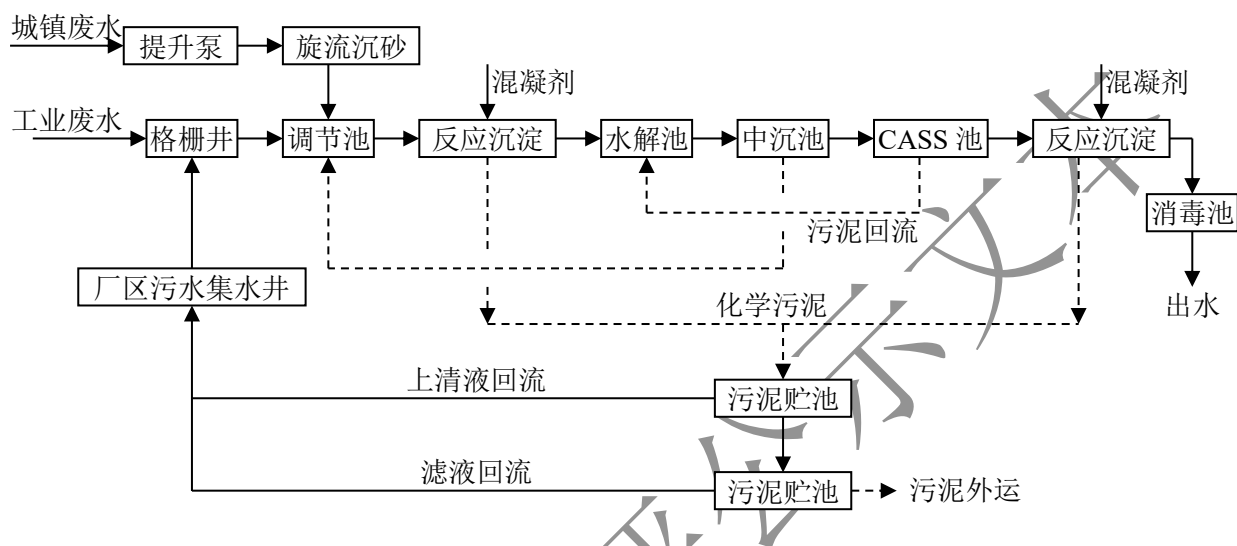 城镇废水
提升泵
旋流沉砂
混凝剂
混凝剂
工业废水
格栅井
调节池
反应沉淀
水解池
中沉池
CASS 池
反应沉淀
消毒池
污泥回流
厂区污水集水井
化学污泥
出水
上清液回流
污泥贮池
滤液回流
污泥贮池
污泥外运